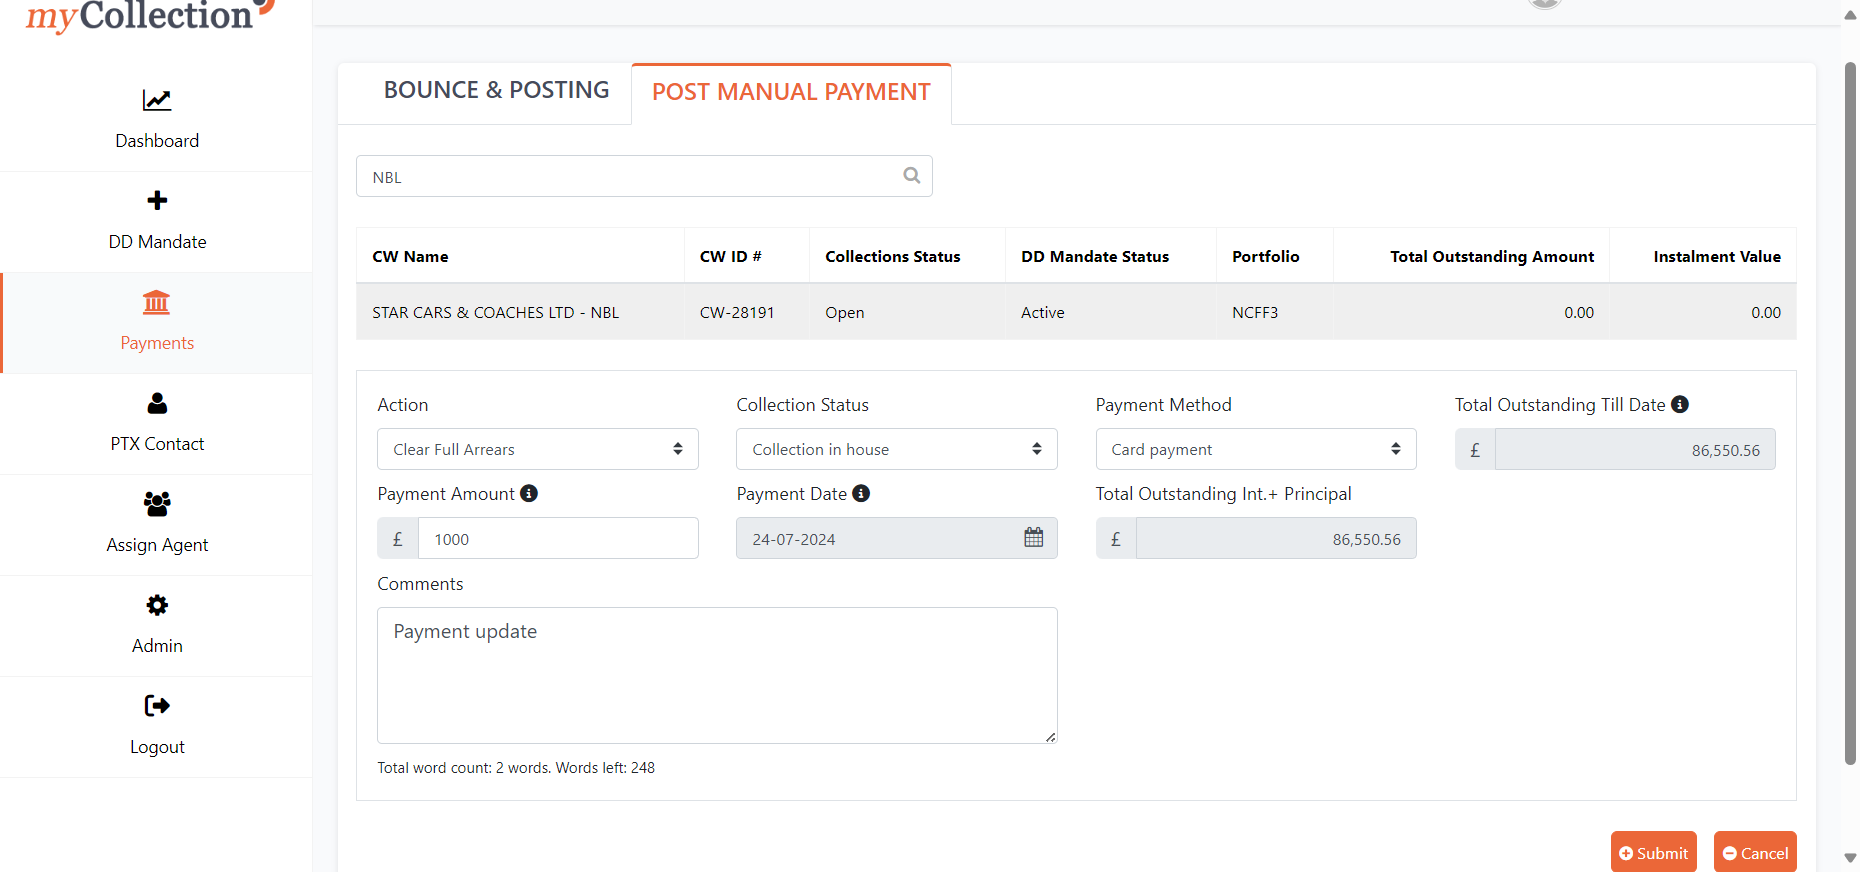 myCollection
Dashboard
DD Mandate
Payments
PTX Contact
Assign Agent
Admin
Logout
BOUNCE & POSTING
POST MANUAL PAYMENT
NBL
CW Name CW ID # Collections Status DD Mandate Status Portfolio Total Outstanding Amount Instalment Value
STAR CARS & COACHES LTD - NBL CW-28191 Open Active NCFF3 0.00 0.00
Action Collection Status Payment Method Total Outstanding Till Date
Clear Full Arrears Collection in house Card payment £ 86,550.56
Payment Amount Payment Date Total Outstanding Int.+ Principal
£ 1000 24-07-2024 £ 86,550.56
Comments
Payment update
Total word count: 2 words. Words left: 248
Submit Cancel